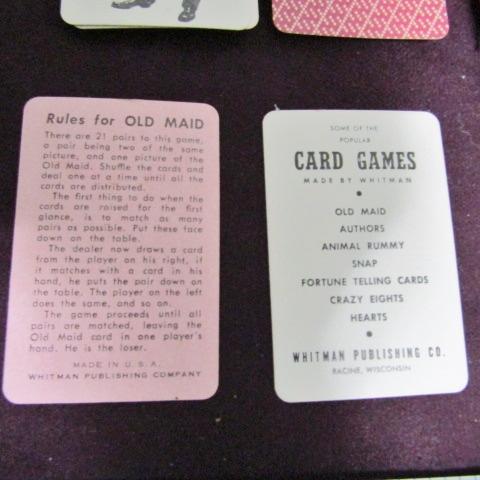 Rules for OLD MAID
There are 21 pairs to this game,
a pair being two of the same
picture, and one picture of the
Old Maid. Shuffle the cards and
deal one at a time until all the
cards are distributed.
The first thing to do when the
cards are raised for the first
glance, is to match as many
pairs as possible. Put these face
down on the table.
The dealer now draws a card
from the player on his right, if
it matches with a card in his
hand, he puts the pair down on
the table. The player on the left
does the same, and so on.
The game proceeds until all
pairs are matched, leaving the
Old Maid card in one player's
hand. He is the loser.
MADE IN U.S.A.
WHITMAN PUBLISHING COMPANY
SOME OF THE
POPULAR
CARD GAMES
MADE BY WHITMAN
OLD MAID
AUTHORS
ANIMAL RUMMY
SNAP
FORTUNE TELLING CARDS
CRAZY EIGHTS
HEARTS
WHITMAN PUBLISHING CO.
RACINE, WISCONSIN